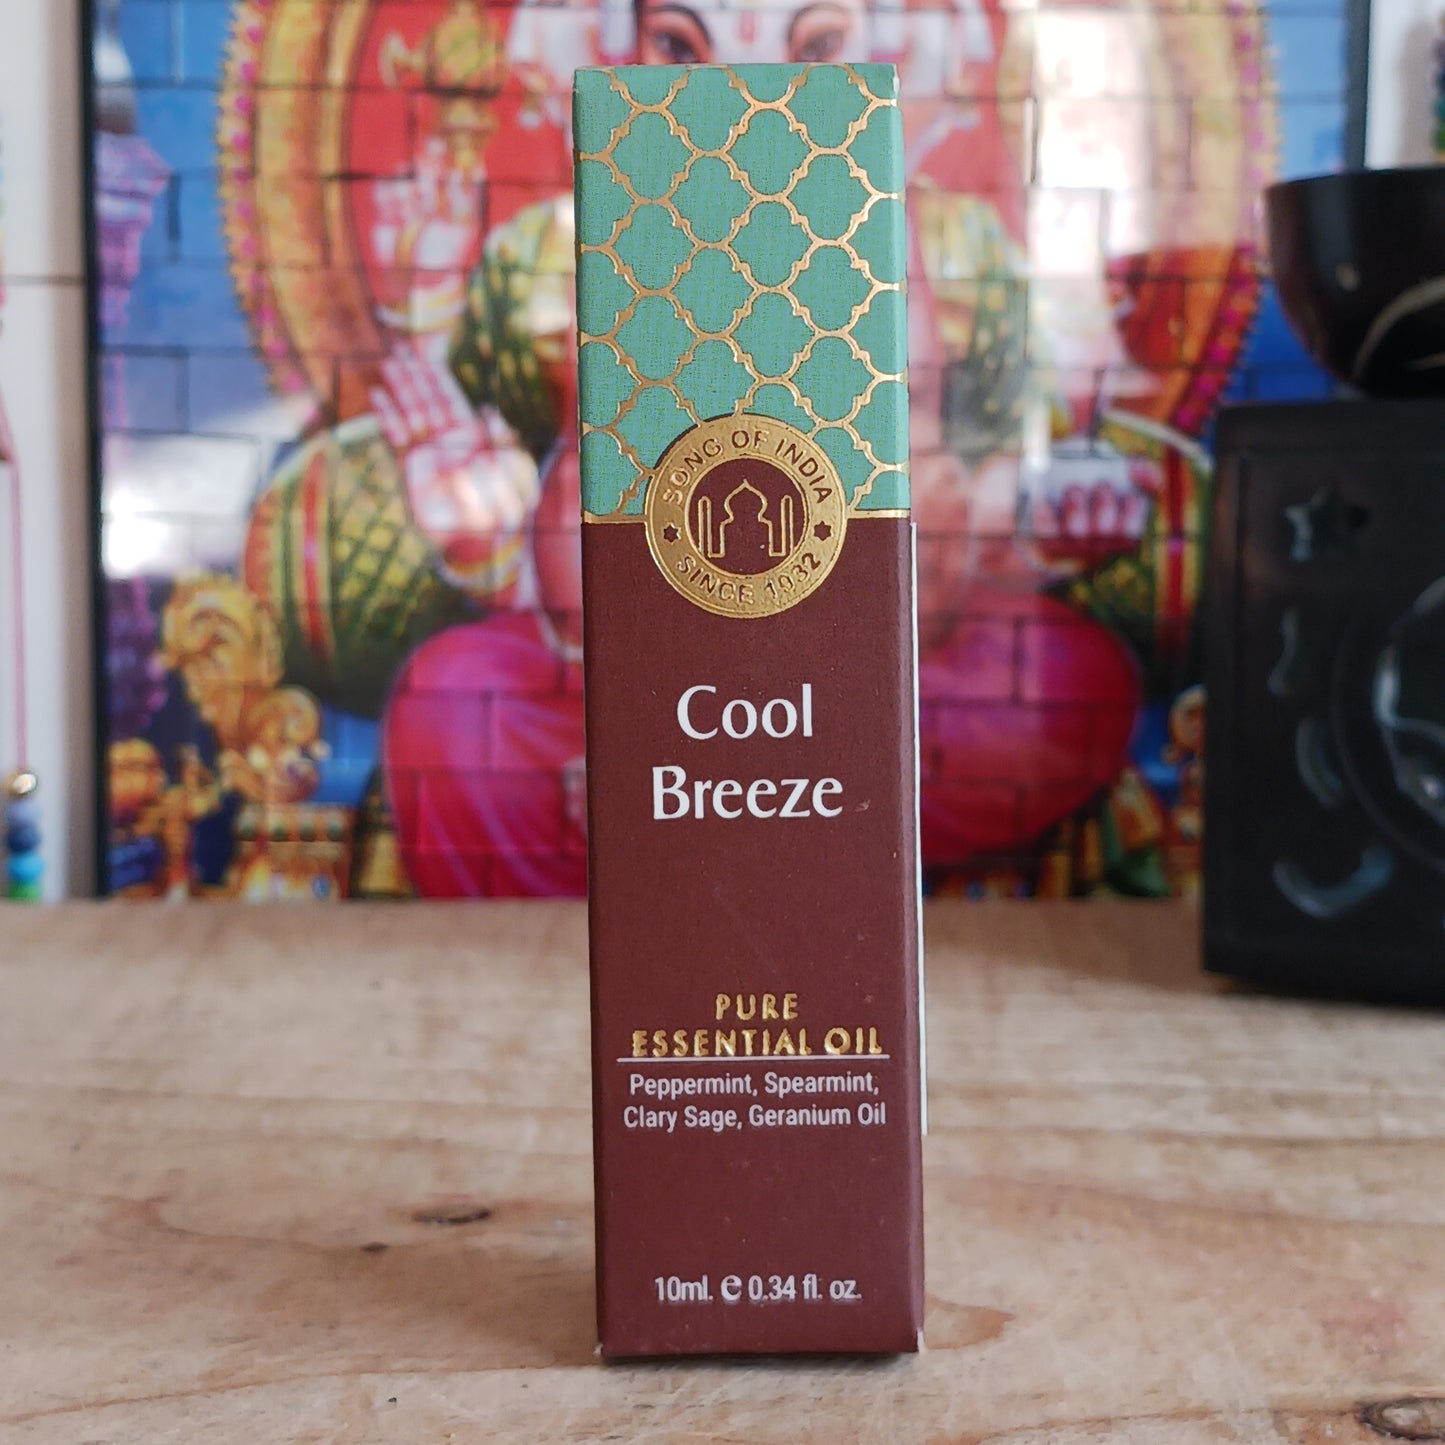 SONG OF INDIA
SINCE 1932
Cool
Breeze
PURE
ESSENTIAL OIL
Peppermint, Spearmint,
Clary Sage, Geranium Oil
10ml. ℮ 0.34 fl. oz.